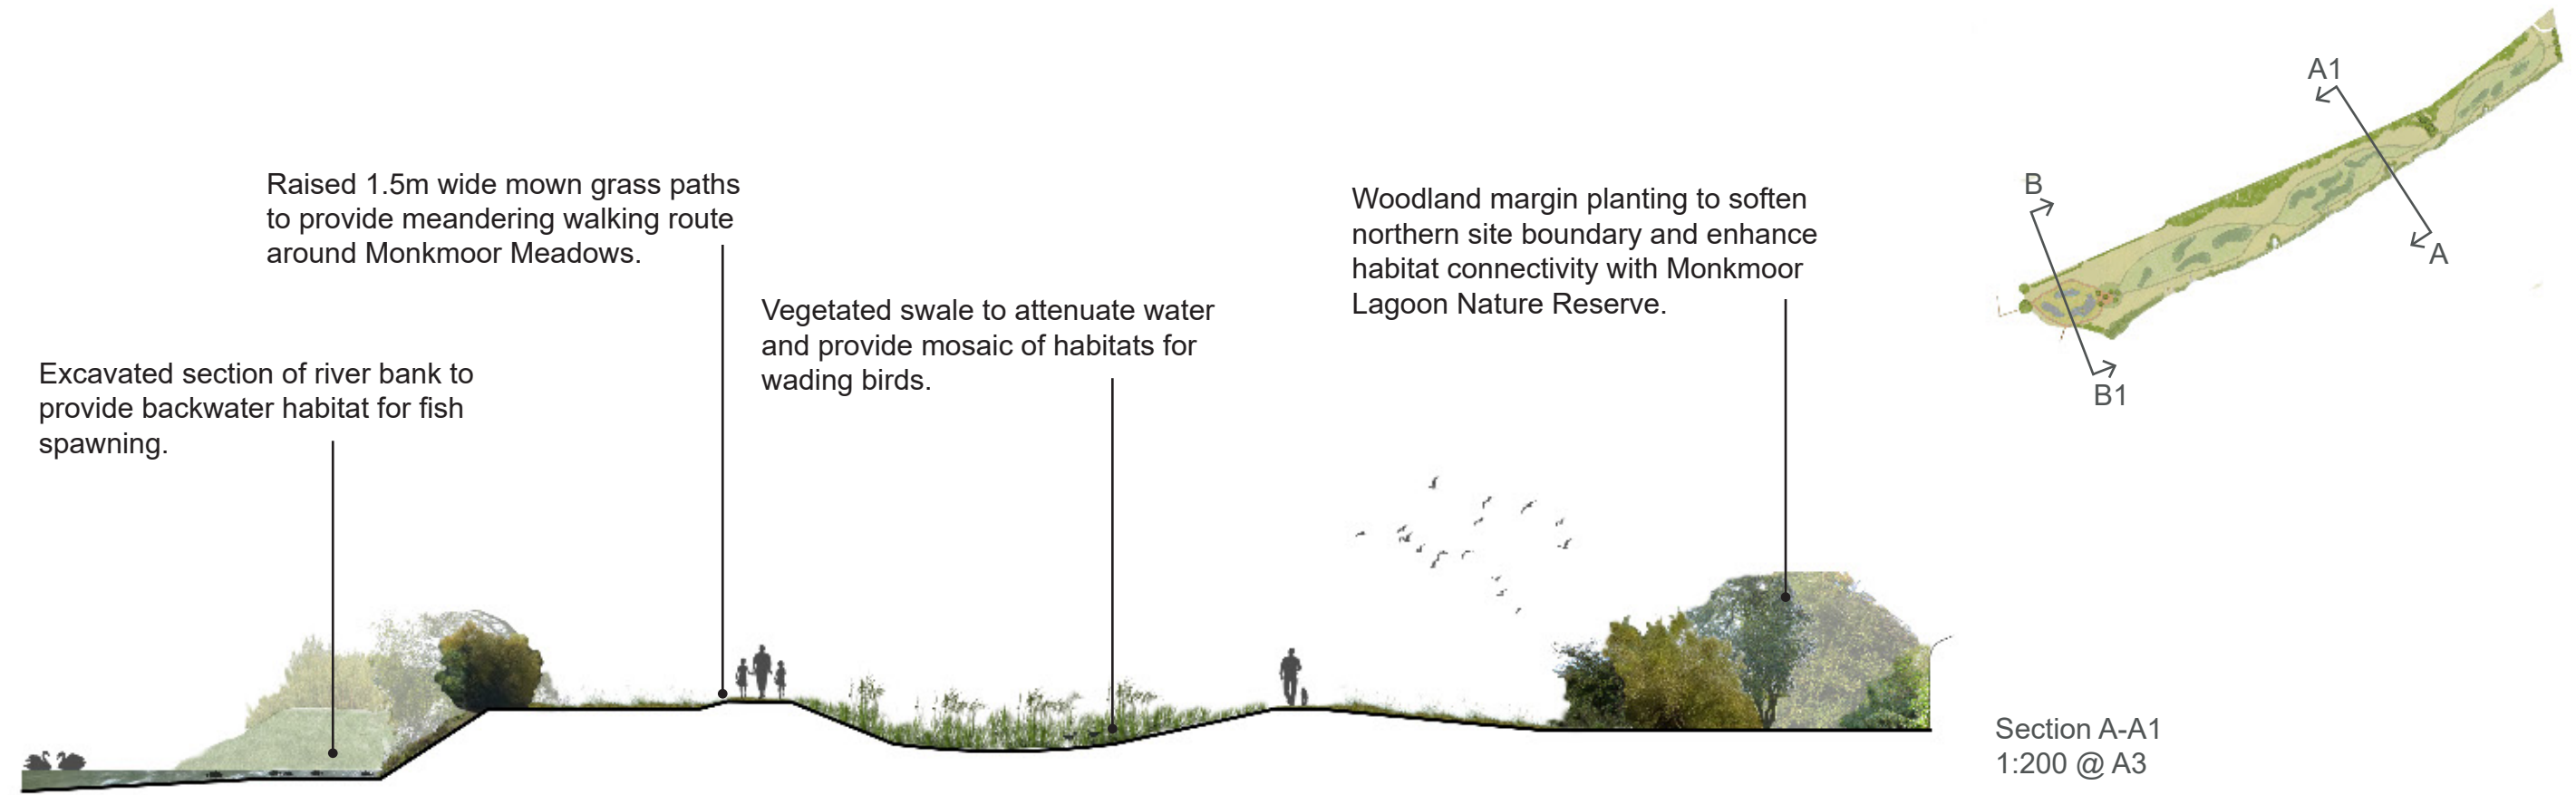 Excavated section of river bank to
provide backwater habitat for fish
spawning.
Raised 1.5m wide mown grass paths
to provide meandering walking route
around Monkmoor Meadows.
Vegetated swale to attenuate water
and provide mosaic of habitats for
wading birds.
Woodland margin planting to soften
northern site boundary and enhance
habitat connectivity with Monkmoor
Lagoon Nature Reserve.
A1
B
A
B1
Section A-A1
1:200 @ A3